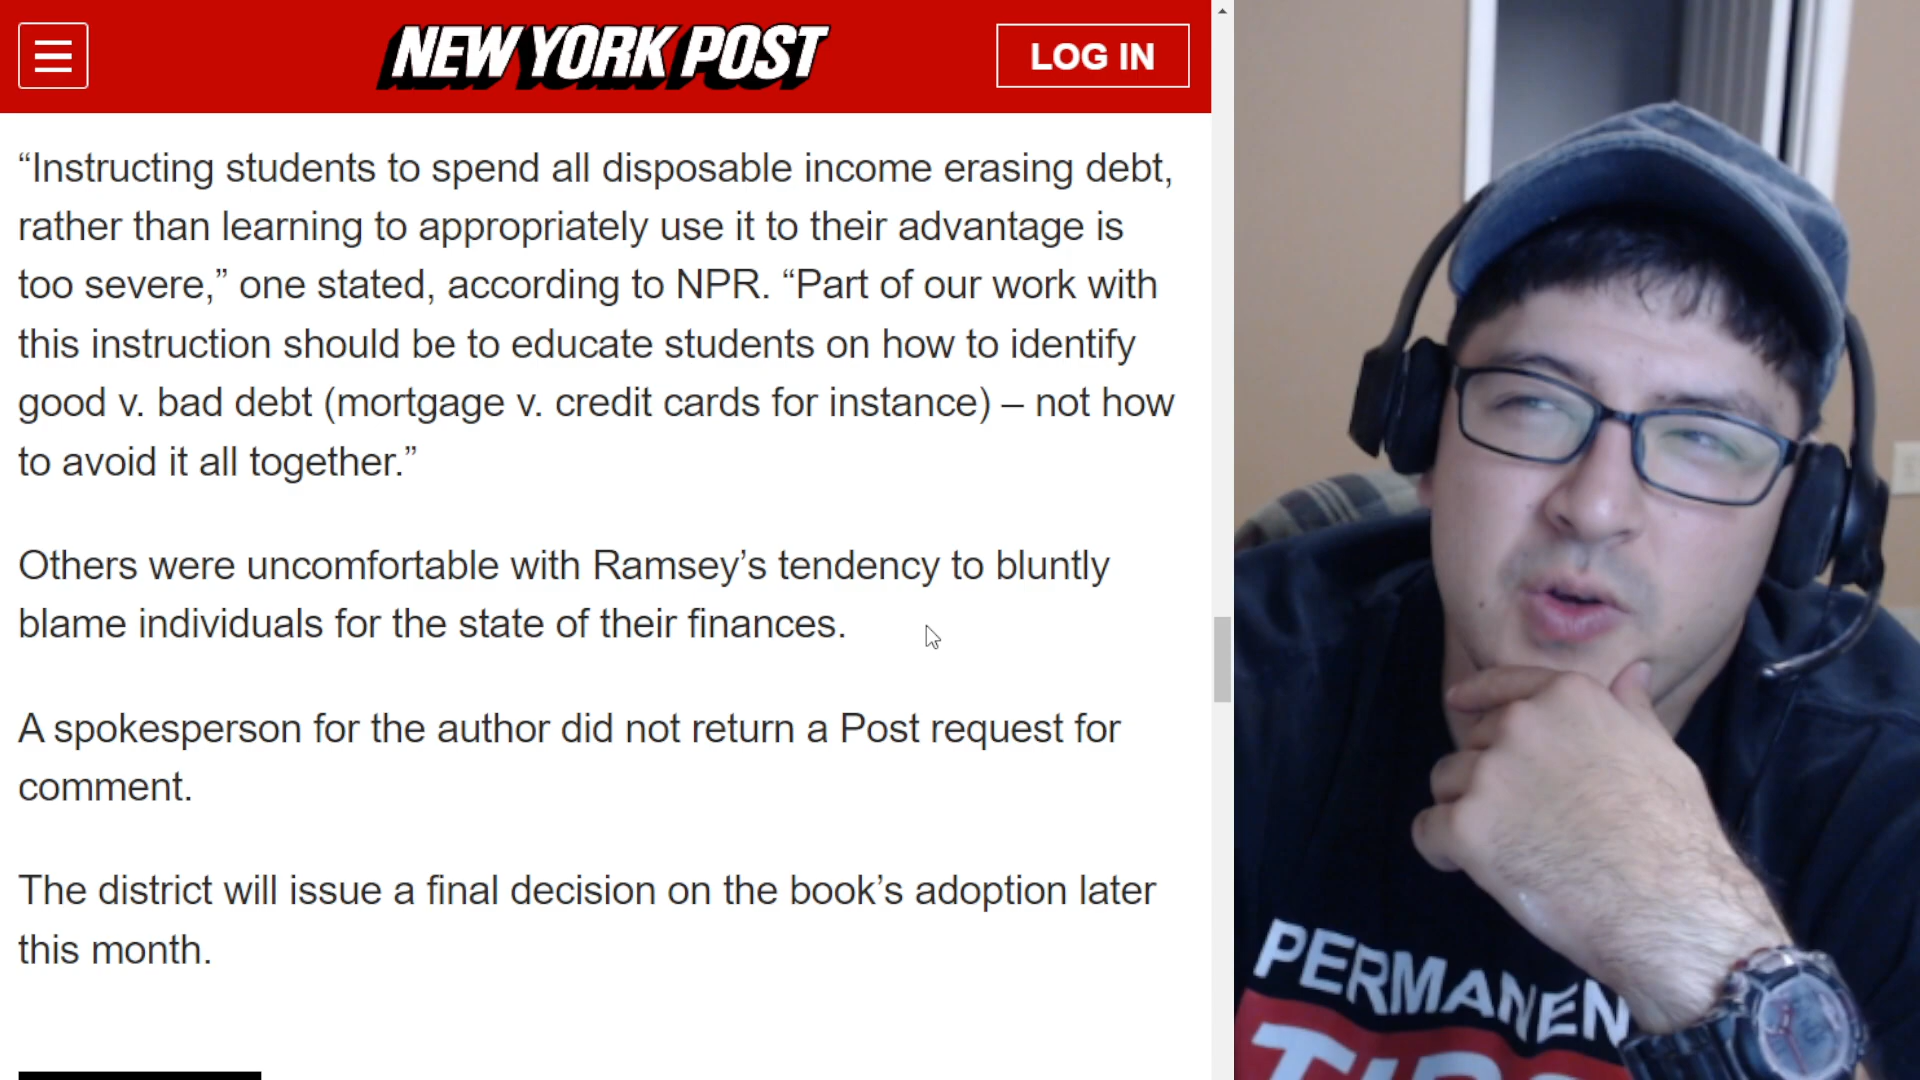 NEW YORK POST
LOG IN
“Instructing students to spend all disposable income erasing debt,
rather than learning to appropriately use it to their advantage is
too severe,” one stated, according to NPR. “Part of our work with
this instruction should be to educate students on how to identify
good v. bad debt (mortgage v. credit cards for instance) – not how
to avoid it all together.”
Others were uncomfortable with Ramsey’s tendency to bluntly
blame individuals for the state of their finances.
A spokesperson for the author did not return a Post request for
comment.
The district will issue a final decision on the book’s adoption later
this month.
PERMANEN